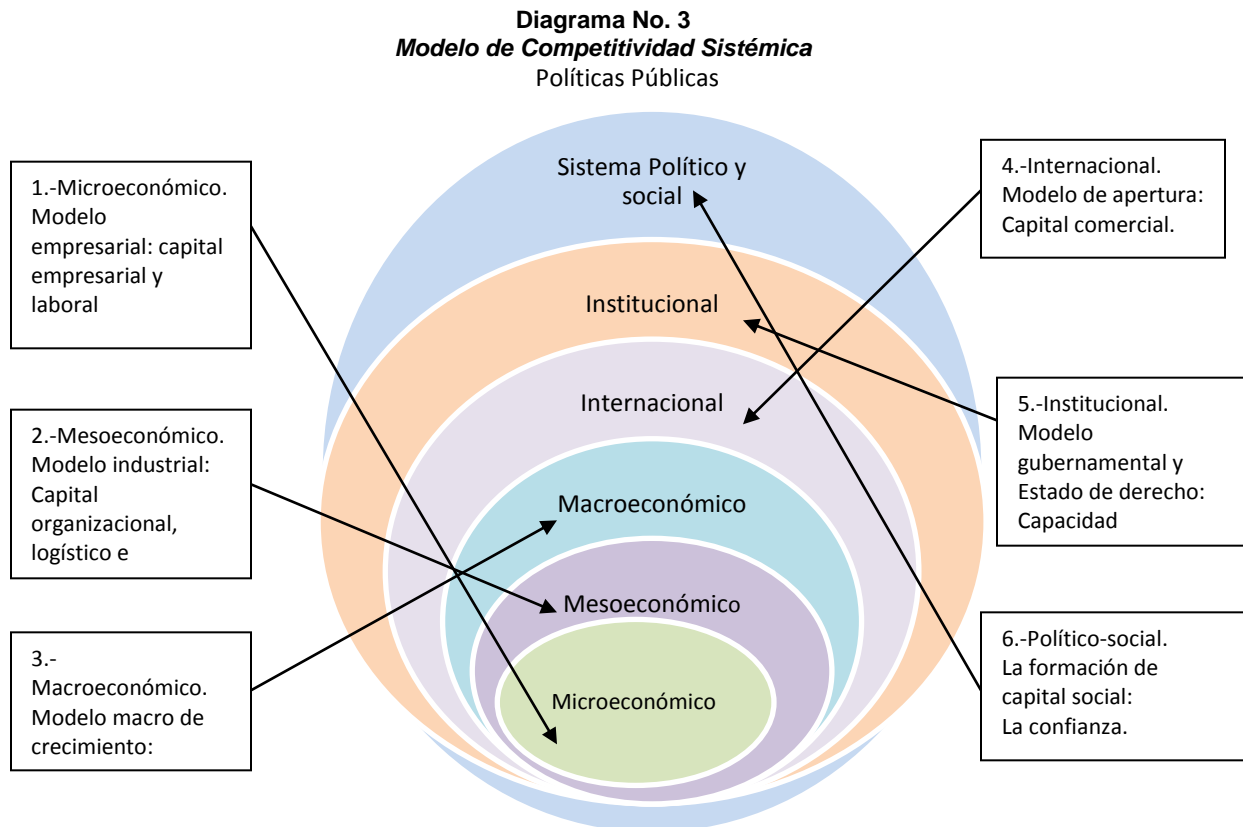 Diagrama No. 3
Modelo de Competitividad Sistémica
Políticas Públicas
1.-Microeconómico.
Modelo
empresarial: capital
empresarial y
laboral
2.-Mesoeconómico.
Modelo industrial:
Capital
organizacional,
logístico e
3.-
Macroeconómico.
Modelo macro de
crecimiento:
Sistema Político y
social
Institucional
Internacional
Macroeconómico
Mesoeconómico
Microeconómico
4.-Internacional.
Modelo de apertura:
Capital comercial.
5.-Institucional.
Modelo
gubernamental y
Estado de derecho:
Capacidad
6.-Político-social.
La formación de
capital social:
La confianza.